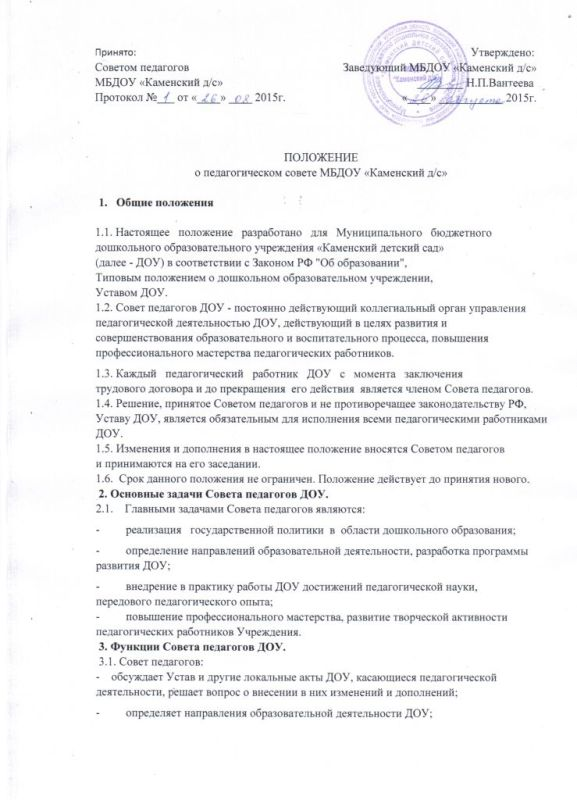 Принято: Утверждено:
Советом педагогов Заведующий МБДОУ «Каменский д/с»
МБДОУ «Каменский д/с» Н.П.Вантеева
Протокол № 1 от « 26 » 08 2015г. « 26 » августа 2015г.
ПОЛОЖЕНИЕ
о педагогическом совете МБДОУ «Каменский д/с»
1. Общие положения
1.1. Настоящее положение разработано для Муниципального бюджетного
дошкольного образовательного учреждения «Каменский детский сад»
(далее - ДОУ) в соответствии с Законом РФ "Об образовании",
Типовым положением о дошкольном образовательном учреждении,
Уставом ДОУ.
1.2. Совет педагогов ДОУ - постоянно действующий коллегиальный орган управления
педагогической деятельностью ДОУ, действующий в целях развития и
совершенствования образовательного и воспитательного процесса, повышения
профессионального мастерства педагогических работников.
1.3. Каждый педагогический работник ДОУ с момента заключения
трудового договора и до прекращения его действия является членом Совета педагогов.
1.4. Решение, принятое Советом педагогов и не противоречащее законодательству РФ,
Уставу ДОУ, является обязательным для исполнения всеми педагогическими работниками
ДОУ.
1.5. Изменения и дополнения в настоящее положение вносятся Советом педагогов
и принимаются на его заседании.
1.6. Срок данного положения не ограничен. Положение действует до принятия нового.
2. Основные задачи Совета педагогов ДОУ.
2.1. Главными задачами Совета педагогов являются:
- реализация государственной политики в области дошкольного образования;
- определение направлений образовательной деятельности, разработка программы
развития ДОУ;
- внедрение в практику работы ДОУ достижений педагогической науки,
передового педагогического опыта;
- повышение профессионального мастерства, развитие творческой активности
педагогических работников Учреждения.
3. Функции Совета педагогов ДОУ.
3.1. Совет педагогов:
- обсуждает Устав и другие локальные акты ДОУ, касающиеся педагогической
деятельности, решает вопрос о внесении в них изменений и дополнений;
- определяет направления образовательной деятельности ДОУ;